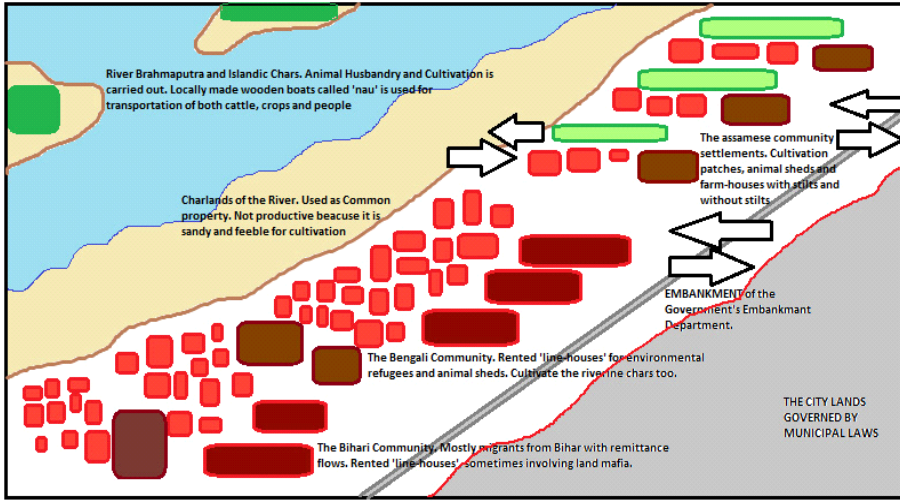 River Brahmaputra and Islandic Chars. Animal Husbandry and Cultivation is
carried out. Locally made wooden boats called 'nau' is used for
transportation of both cattle, crops and people
The assamese community
settlements. Cultivation
patches, animal sheds and
farm-houses with stilts and
without stilts
Charlands of the River. Used as Common
property. Not productive beacuse it is
sandy and feeble for cultivation
EMBANKMENT of the
Government's Embankmant
Department.
The Bengali Community. Rented 'line-houses' for environmental
refugees and animal sheds. Cultivate the riverine chars too.
THE CITY LANDS
GOVERNED BY
MUNICIPAL LAWS
The Bihari Community. Mostly migrants from Bihar with remittance
flows. Rented 'line-houses', sometimes involving land mafia.